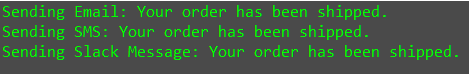 Sending Email: Your order has been shipped.
Sending SMS: Your order has been shipped.
Sending Slack Message: Your order has been shipped.